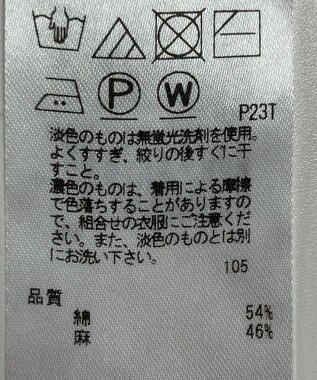 P W
P23T
淡色のものは無蛍光洗剤を使用。
よくすすぎ、絞りの後すぐに干
すこと。
濃色のものは、着用による摩擦
で色落ちすることがありますの
で、組合せの衣服にご注意くだ
さい。また、淡色のものとは別
にお洗い下さい。
105
品質
綿 54%
麻 46%